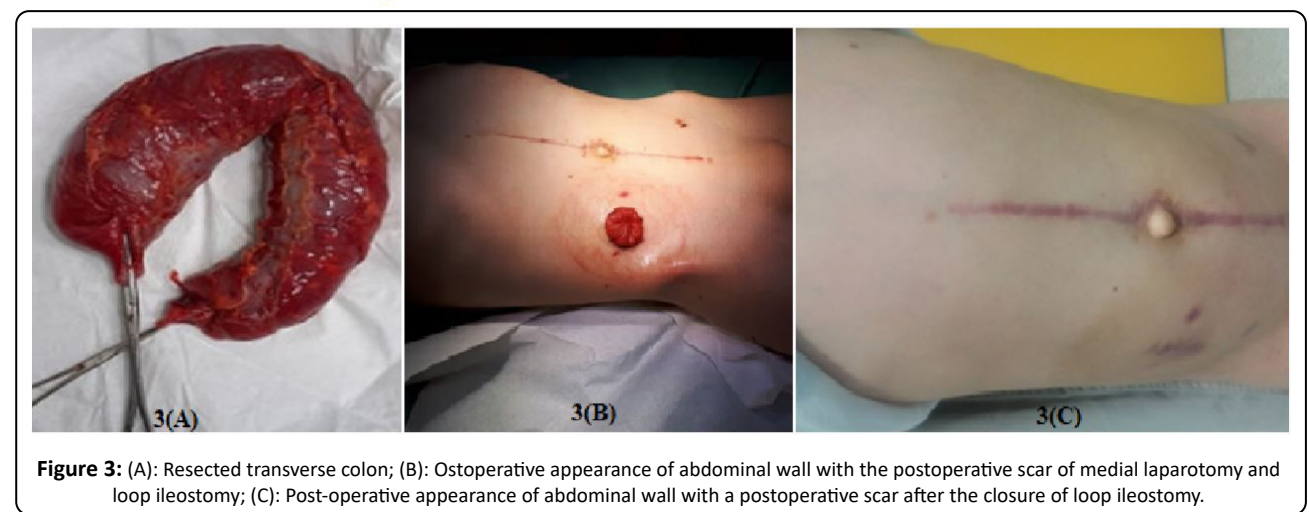 3(A)
3(B)
3(C)
Figure 3: (A): Resected transverse colon; (B): Ostoperative appearance of abdominal wall with the postoperative scar of medial laparotomy and
loop ileostomy; (C): Post-operative appearance of abdominal wall with a postoperative scar after the closure of loop ileostomy.